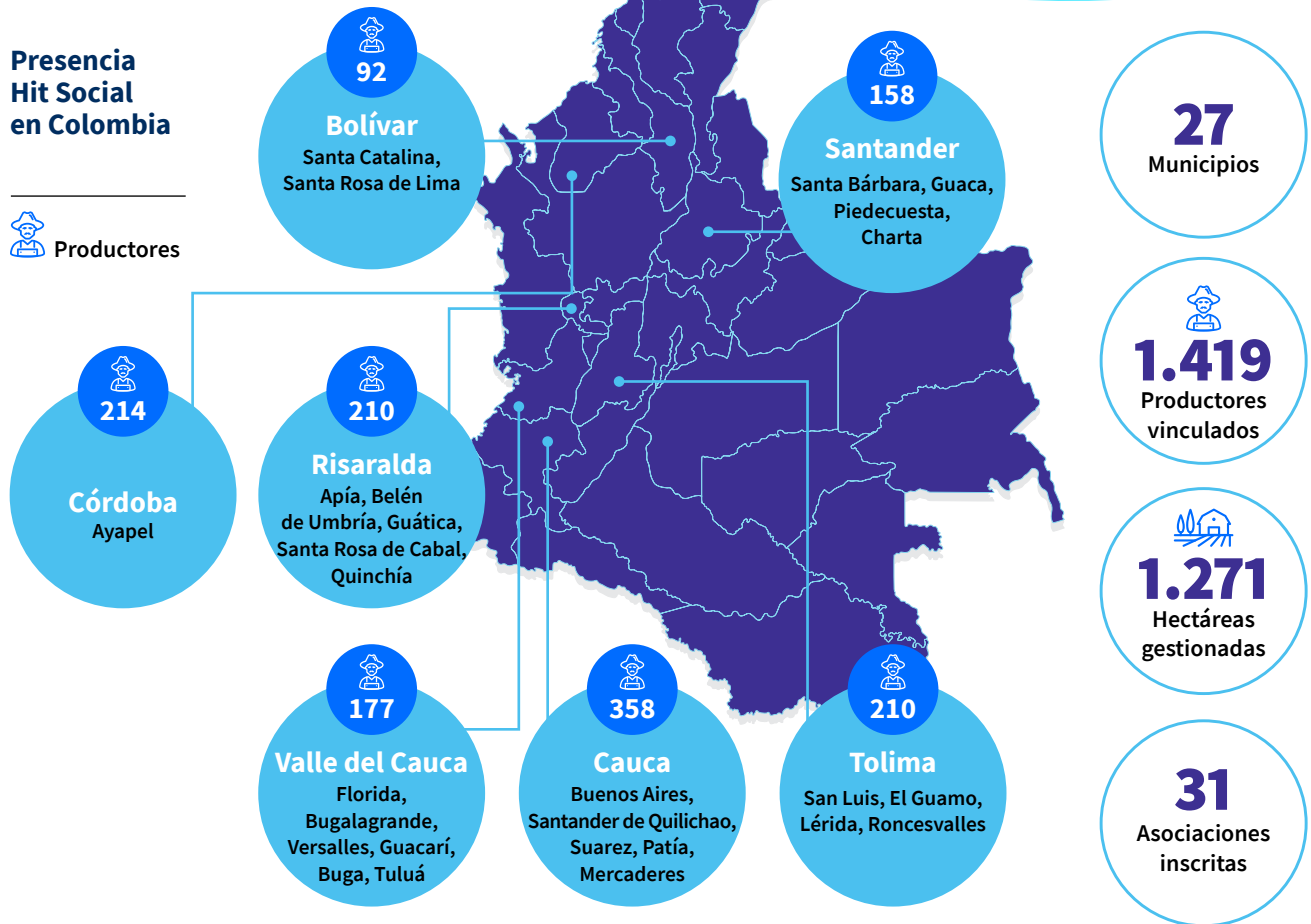 Presencia
Hit Social
en Colombia
Productores
92
Bolívar
Santa Catalina,
Santa Rosa de Lima
158
Santander
Santa Bárbara, Guaca,
Piedecuesta,
Charta
214
Córdoba
Ayapel
210
Risaralda
Apía, Belén
de Umbría, Guática,
Santa Rosa de Cabal,
Quinchía
177
Valle del Cauca
Florida,
Bugalagrande,
Versalles, Guacarí,
Buga, Tuluá
358
Cauca
Buenos Aires,
Santander de Quilichao,
Suarez, Patía,
Mercaderes
210
Tolima
San Luis, El Guamo,
Lérida, Roncesvalles
27
Municipios
1.419
Productores
vinculados
1.271
Hectáreas
gestionadas
31
Asociaciones
inscritas